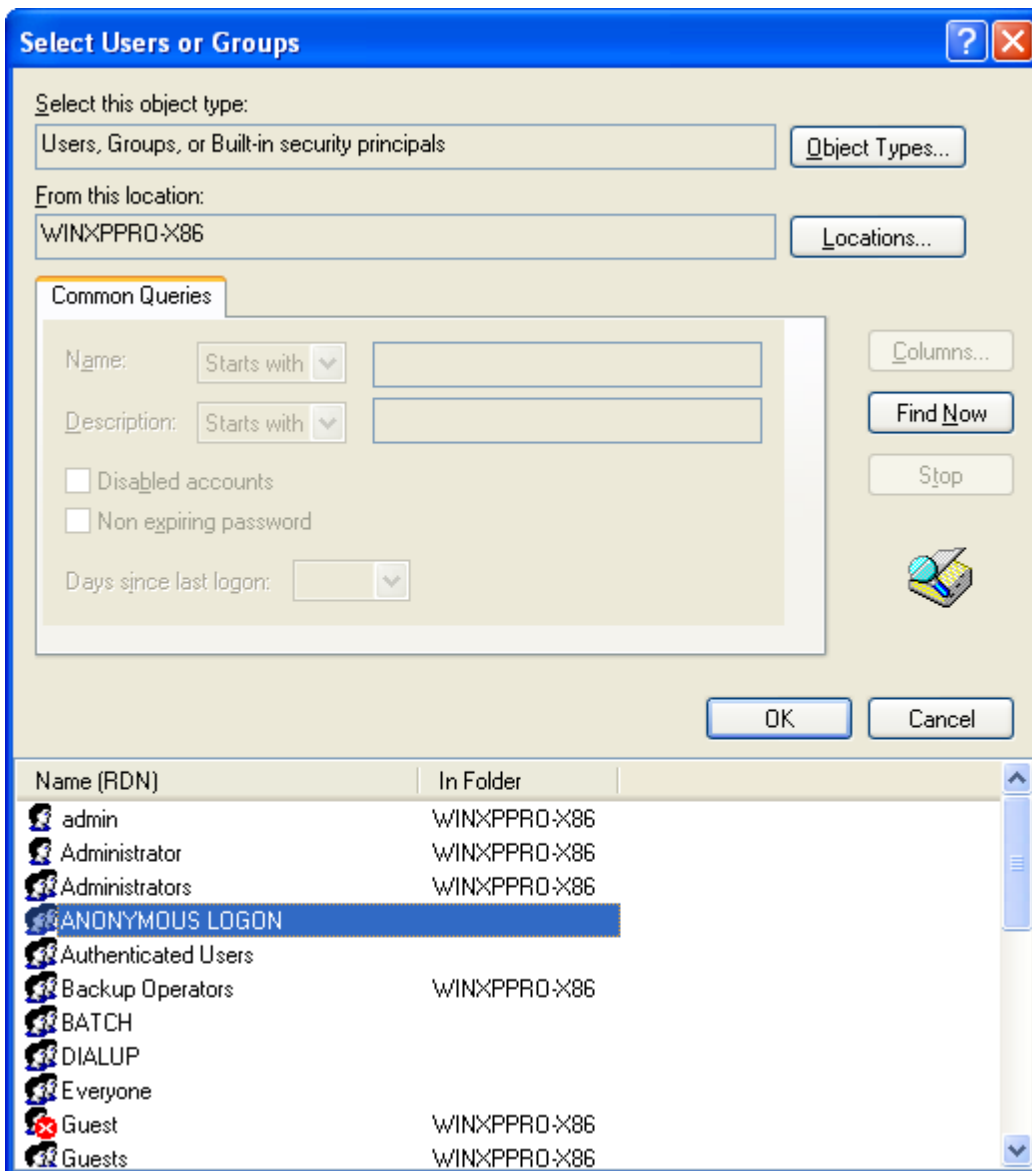 Select Users or Groups
Select this object type:
Users, Groups, or Built-in security principals
Object Types...
From this location:
WINXPPRO-X86
Locations...
Common Queries
Name:
Starts with
Columns...
Description:
Starts with
Find Now
Disabled accounts
Stop
Non expiring password
Days since last logon:
OK
Cancel
Name (RDN) In Folder
admin WINXPPRO-X86
Administrator WINXPPRO-X86
Administrators WINXPPRO-X86
ANONYMOUS LOGON
Authenticated Users
Backup Operators WINXPPRO-X86
BATCH
DIALUP
Everyone
Guest WINXPPRO-X86
Guests WINXPPRO-X86